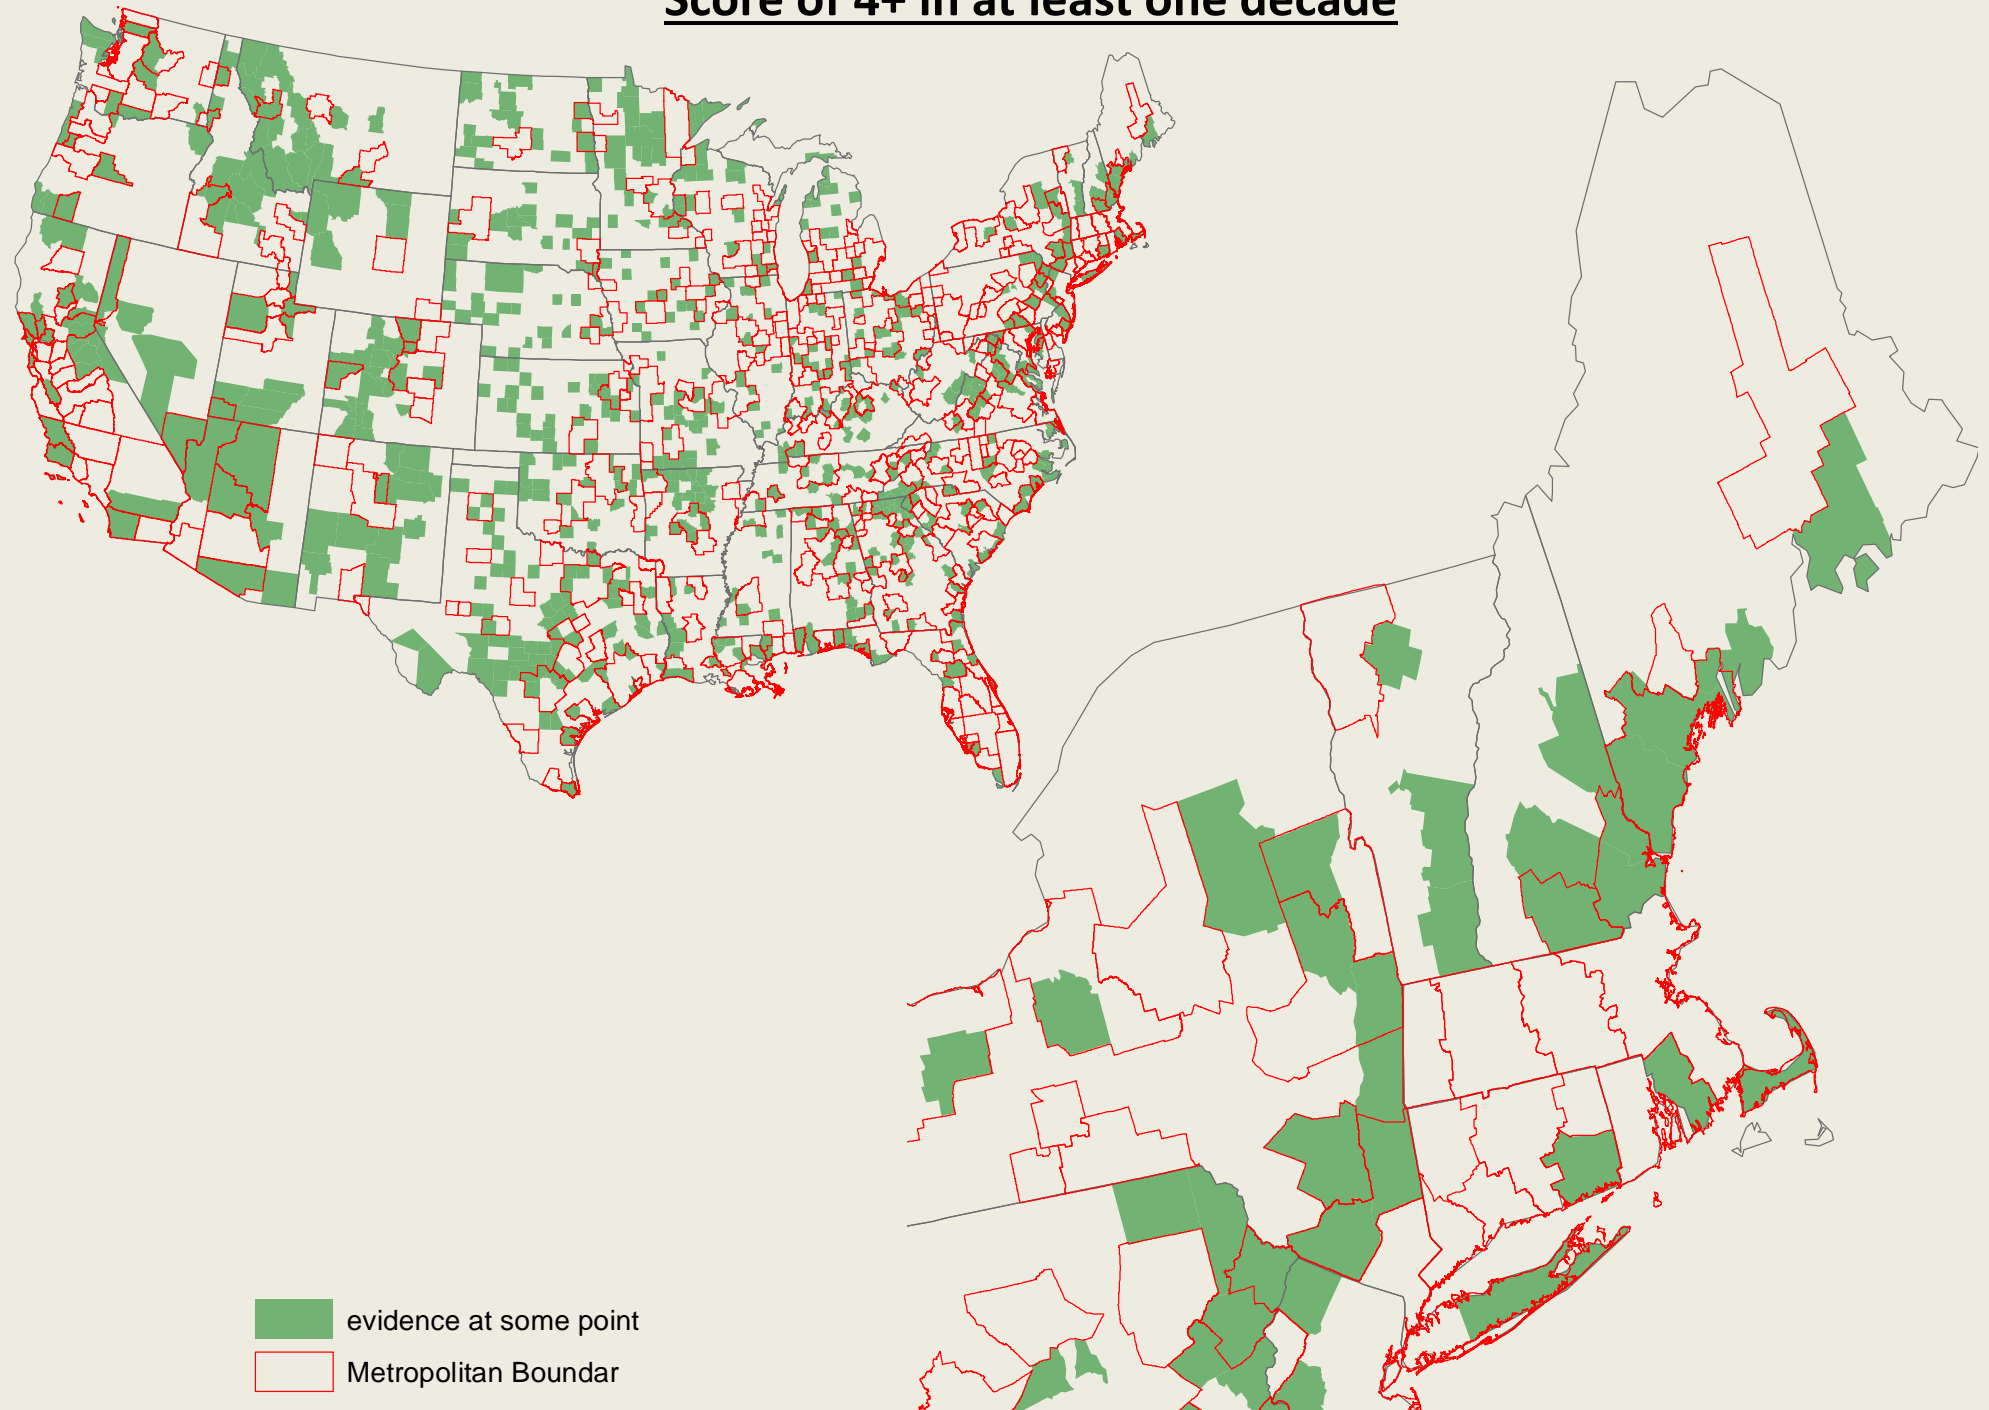 Score of 4+ in at least one decade
evidence at some point
Metropolitan Boundar